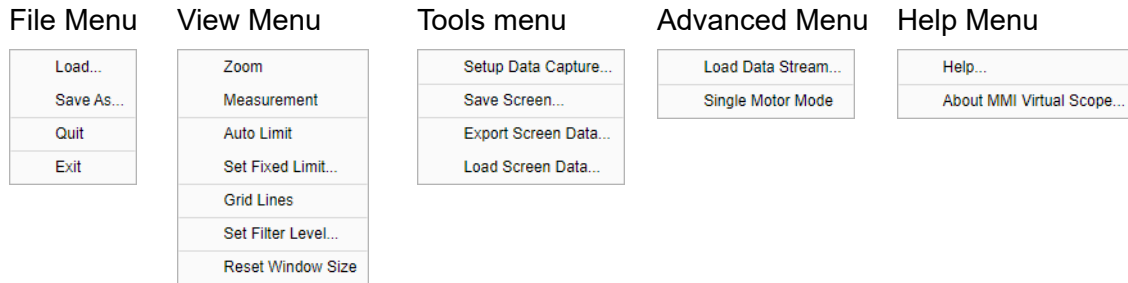 File Menu
Load...
Save As...
Quit
Exit
View Menu
Zoom
Measurement
Auto Limit
Set Fixed Limit...
Grid Lines
Set Filter Level...
Reset Window Size
Tools menu
Setup Data Capture...
Save Screen...
Export Screen Data...
Load Screen Data...
Advanced Menu
Load Data Stream...
Single Motor Mode
Help Menu
Help...
About MMI Virtual Scope...